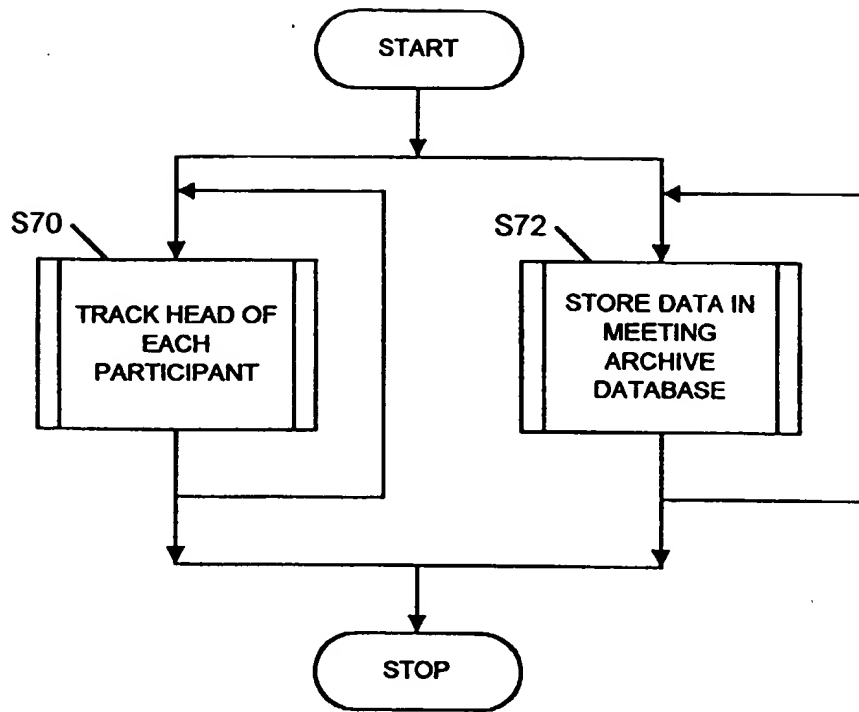 START
S70
TRACK HEAD OF
EACH
PARTICIPANT
S72
STORE DATA IN
MEETING
ARCHIVE
DATABASE
STOP